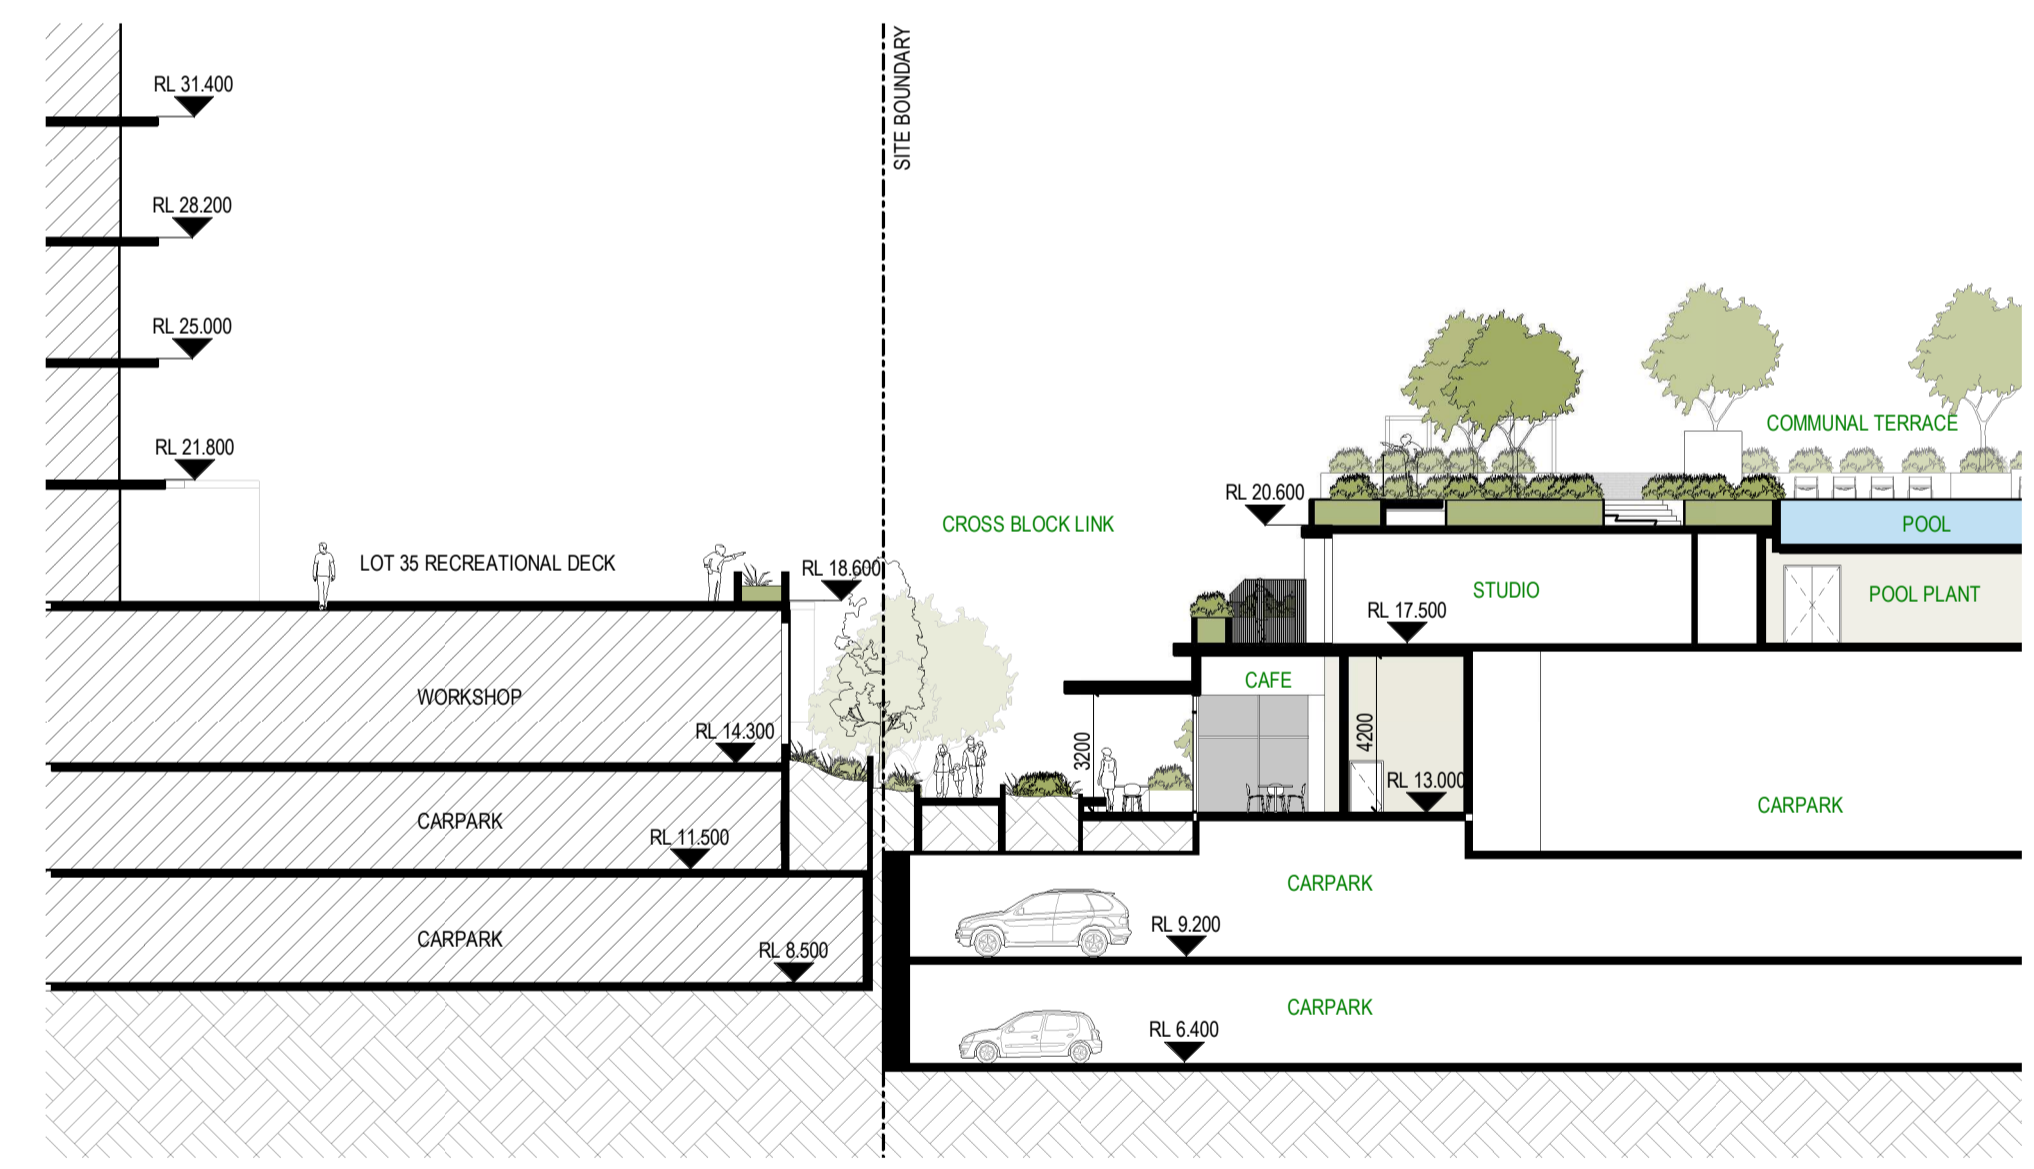 RL 31.400
SITE BOUNDARY
RL 28.200
RL 25.000
COMMUNAL TERRACE
RL 21.800
RL 20.600
CROSS BLOCK LINK
POOL
LOT 35 RECREATIONAL DECK
RL 18.600
STUDIO
POOL PLANT
RL 17.500
CAFE
WORKSHOP
RL 14.300
3200
4200
RL 13.000
CARPARK
CARPARK
RL 11.500
CARPARK
CARPARK
RL 9.200
RL 8.500
CARPARK
RL 6.400